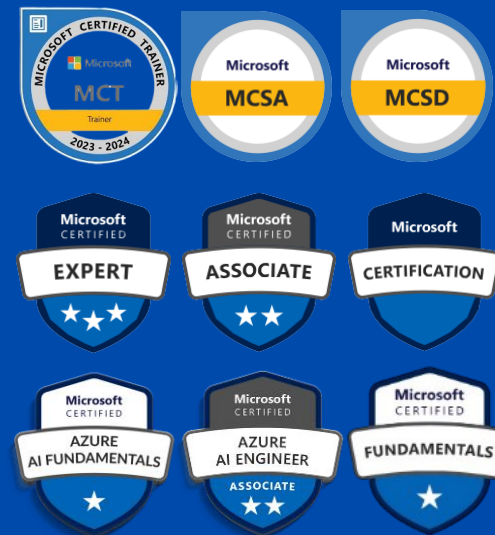 MICROSOFT CERTIFIED TRAINER
Microsoft
MCT
Trainer
2023 - 2024
Microsoft
MCSA
Microsoft
MCSD
Microsoft
CERTIFIED
EXPERT
Microsoft
CERTIFIED
ASSOCIATE
Microsoft
CERTIFICATION
Microsoft
CERTIFIED
AZURE
AI FUNDAMENTALS
Microsoft
CERTIFIED
AZURE
AI ENGINEER
ASSOCIATE
Microsoft
CERTIFIED
FUNDAMENTALS